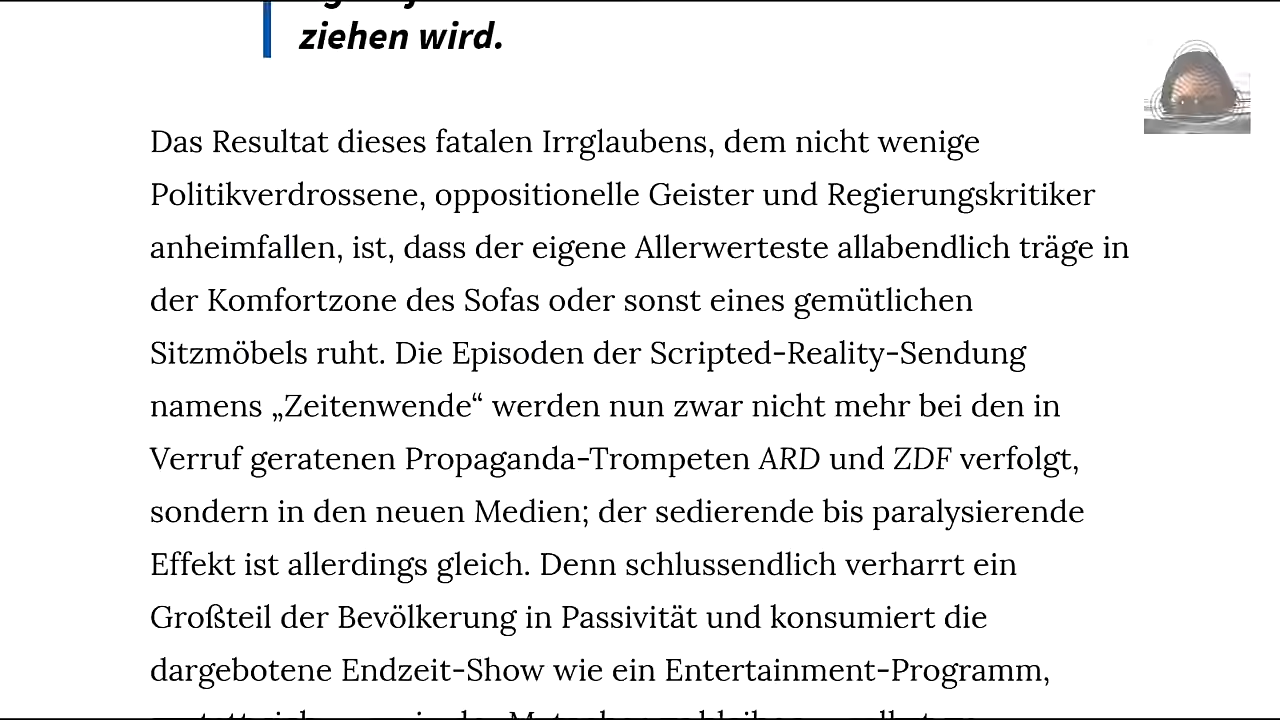 ziehen wird.
Das Resultat dieses fatalen Irrglaubens, dem nicht wenige
Politikverdrossene, oppositionelle Geister und Regierungskritiker
anheimfallen, ist, dass der eigene Allerwerteste allabendlich träge in
der Komfortzone des Sofas oder sonst eines gemütlichen
Sitzmöbels ruht. Die Episoden der Scripted-Reality-Sendung
namens „Zeitenwende“ werden nun zwar nicht mehr bei den in
Verruf geratenen Propaganda-Trompeten ARD und ZDF verfolgt,
sondern in den neuen Medien; der sedierende bis paralysierende
Effekt ist allerdings gleich. Denn schlussendlich verharrt ein
Großteil der Bevölkerung in Passivität und konsumiert die
dargebotene Endzeit-Show wie ein Entertainment-Programm,